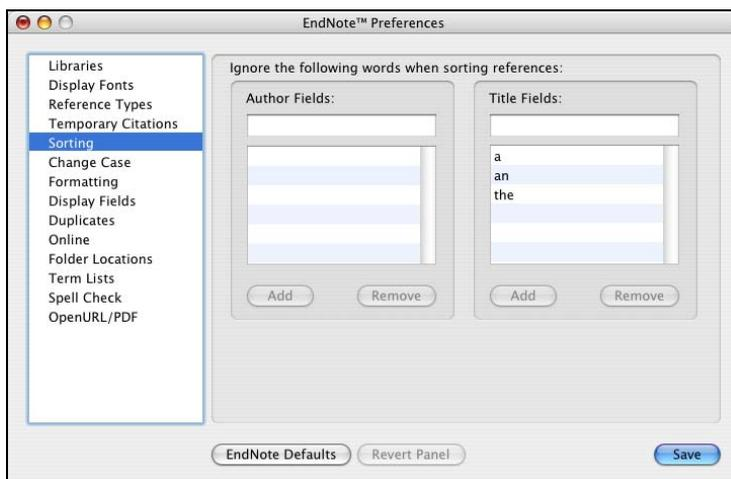 EndNote™ Preferences
Libraries
Display Fonts
Reference Types
Temporary Citations
Sorting
Change Case
Formatting
Display Fields
Duplicates
Online
Folder Locations
Term Lists
Spell Check
OpenURL/PDF
Ignore the following words when sorting references:
Author Fields:
Add
Remove
Title Fields:
a
an
the
Add
Remove
EndNote Defaults
Revert Panel
Save